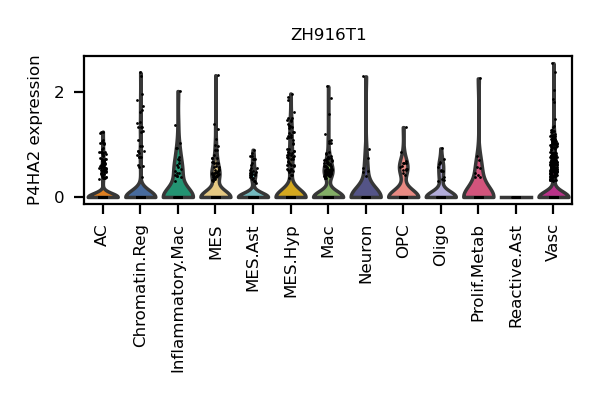 ZH916T1
P4HA2 expression
2
0
AC
Chromatin.Reg
Inflammatory.Mac
MES
MES.Ast
MES.Hyp
Mac
Neuron
OPC
Oligo
Prolif.Metab
Reactive.Ast
Vasc